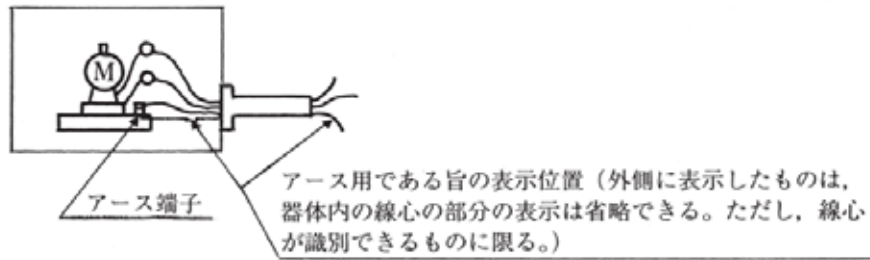 M
アース端子
アース用である旨の表示位置（外側に表示したものは，
器体内の線心の部分の表示は省略できる。ただし，線心
が識別できるものに限る。）